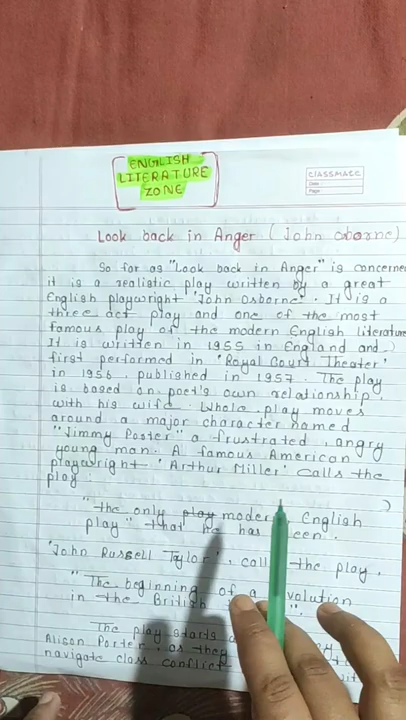 ENGLISH
LITERATURE
ZONE
CLASSMATE
Date
Page
Look back in Anger (John Osborne)
So for as "Look back in Anger" is concerne
it is a realistic play written by a great
English playwright 'John Osborne'. It is a
three act play and one of the most
famous play of the modern English literature
It is written in 1955 in England and
first performed in 'Royal Court Theater'
in 1956, published in 1957. The play
is based on poet's own relationship
with his wife. Whole play moves
around a major character named
"Jimmy Porter" a frustrated, angry
young man. A famous American
playwright 'Arthur Miller' calls the
play:
"the only play modern English
play" that he has seen.
'John Russell Taylor', calls the play,
"The beginning of a
in the British
The play starts
Alison Porter, as they
navigate class conflict